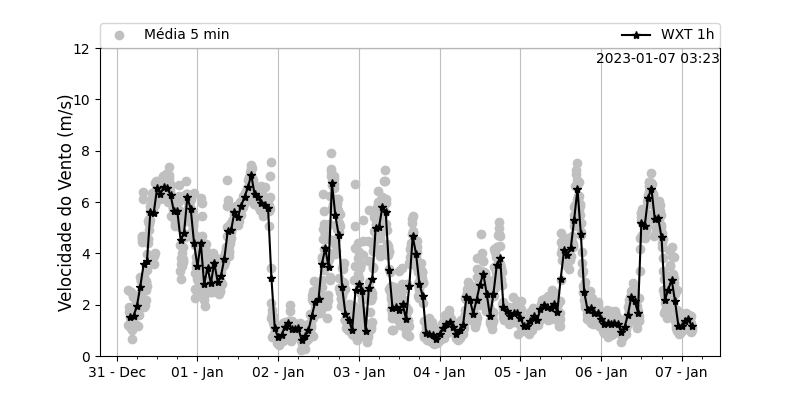 Média 5 min
WXT 1h
2023-01-07 03:23
Velocidade do Vento (m/s)
12
10
8
6
4
2
0
31 - Dec
01 - Jan
02 - Jan
03 - Jan
04 - Jan
05 - Jan
06 - Jan
07 - Jan